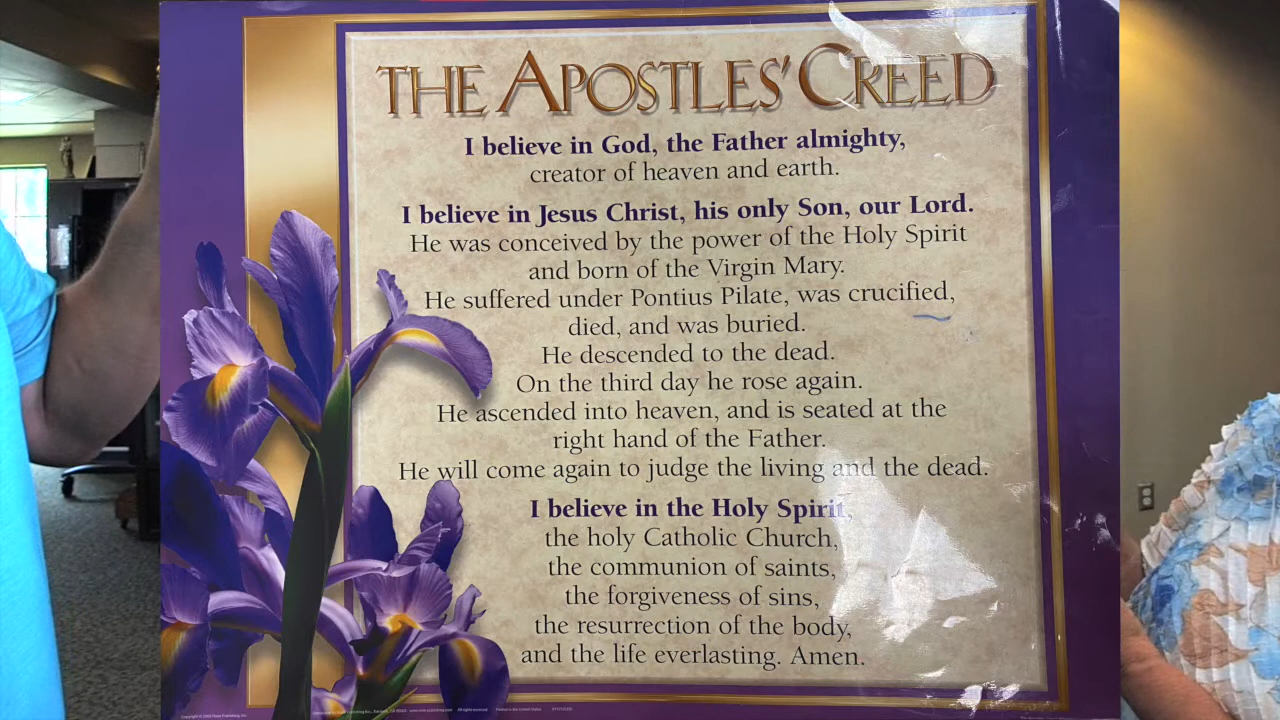 THE APOSTLES' CREED
I believe in God, the Father almighty,
creator of heaven and earth.
I believe in Jesus Christ, his only Son, our Lord.
He was conceived by the power of the Holy Spirit
and born of the Virgin Mary.
He suffered under Pontius Pilate, was crucified,
died, and was buried.
He descended to the dead.
On the third day he rose again.
He ascended into heaven, and is seated at the
right hand of the Father.
He will come again to judge the living and the dead.
I believe in the Holy Spirit,
the holy Catholic Church,
the communion of saints,
the forgiveness of sins,
the resurrection of the body,
and the life everlasting. Amen.